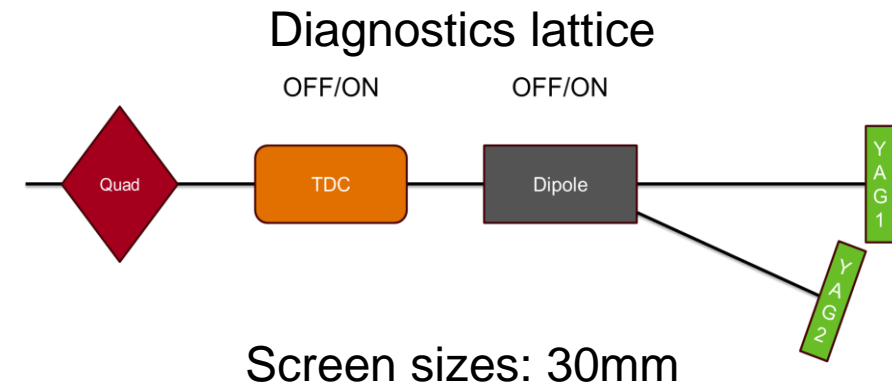 Diagnostics lattice
OFF/ON OFF/ON
Quad TDC Dipole
YAG1
YAG2
Screen sizes: 30mm